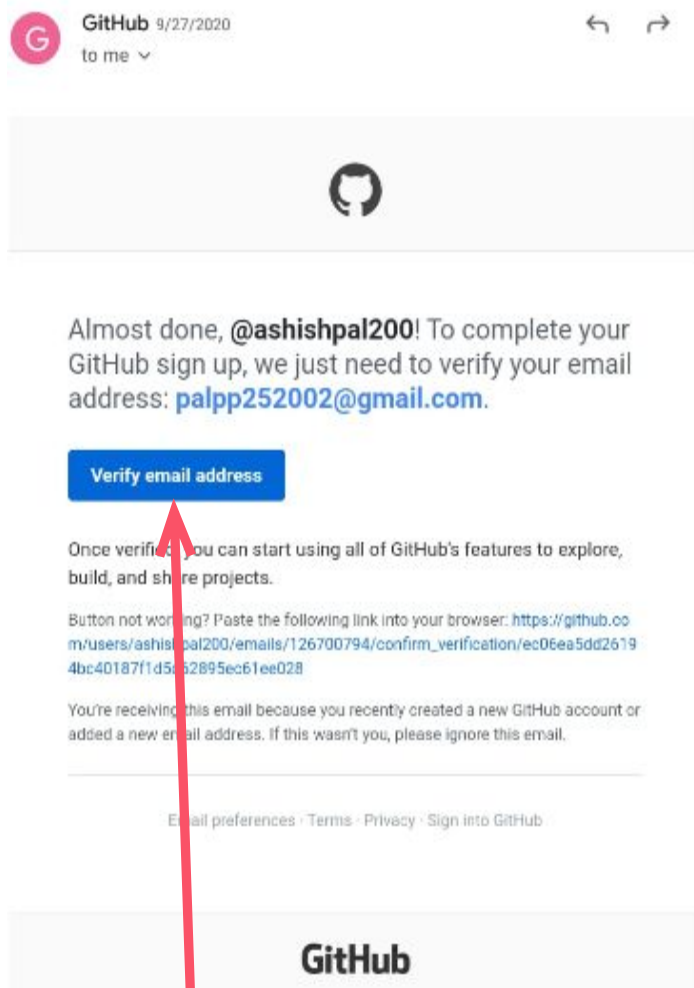 G
GitHub 9/27/2020
to me
Almost done, @ashishpal200! To complete your
GitHub sign up, we just need to verify your email
address: palpp252002@gmail.com.
Verify email address
Once you can start using all of GitHub's features to explore,
build, and projects.
Button not Paste the following link into your browser: https://github.co
4bc40187f1d5
You're receiving this email because you recently created a new GitHub account or
added a new email address. If this wasn't you, please ignore this email.
Email preferences · Terms · Privacy · Sign into GitHub
GitHub